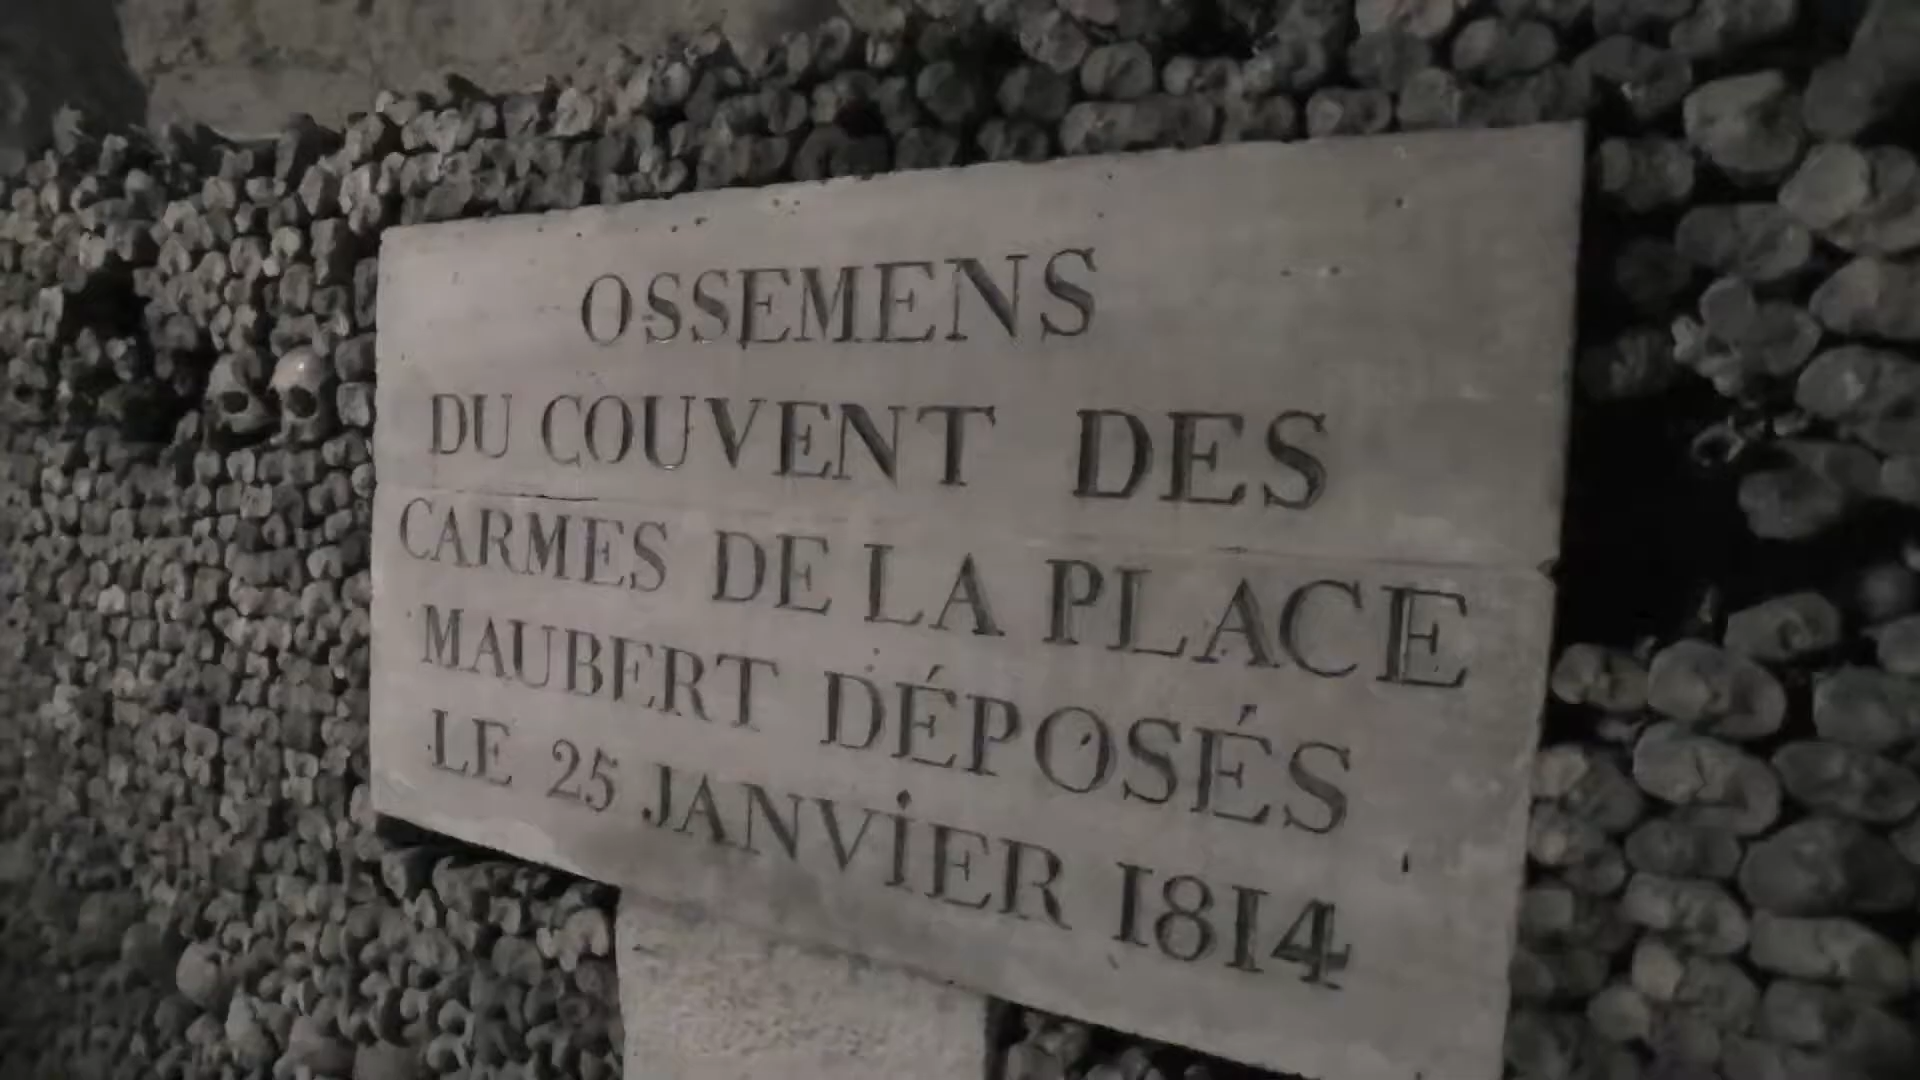 OSSEMENS
DU COUVENT DES
CARMES DE LA PLACE
MAUBERT DÉPOSÉS
LE 25 JANVIER 1814